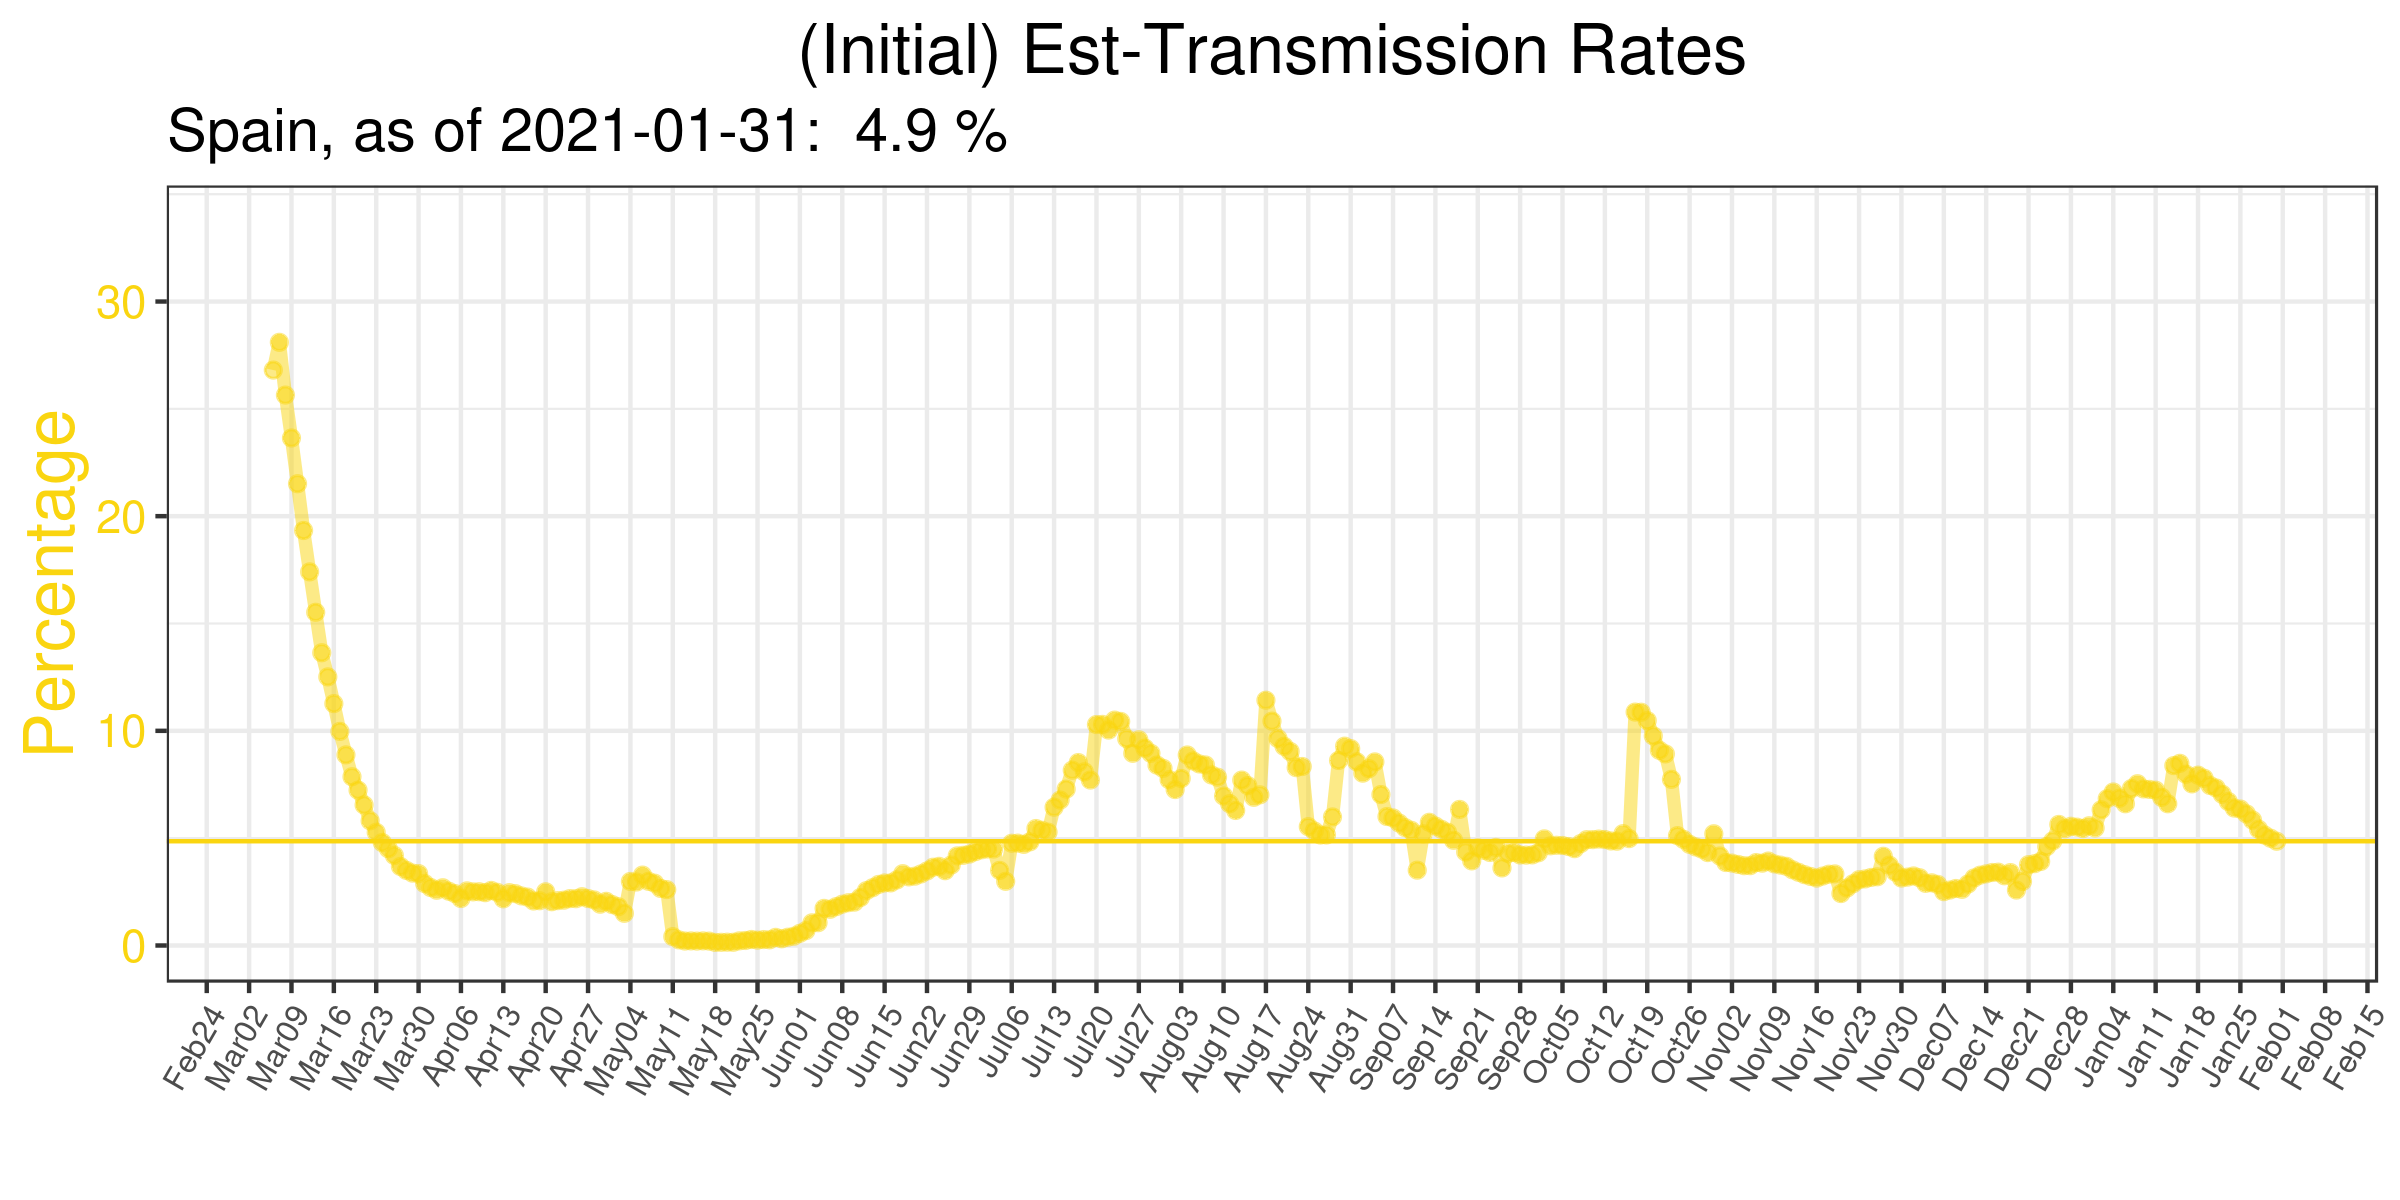 (Initial) Est-Transmission Rates
Spain, as of 2021-01-31:  4.9 %
Percentage
30
20
10
0
Feb24
Mar02
Mar09
Mar16
Mar23
Mar30
Apr06
Apr13
Apr20
Apr27
May04
May11
May18
May25
Jun01
Jun08
Jun15
Jun22
Jun29
Jul06
Jul13
Jul20
Jul27
Aug03
Aug10
Aug17
Aug24
Aug31
Sep07
Sep14
Sep21
Sep28
Oct05
Oct12
Oct19
Oct26
Nov02
Nov09
Nov16
Nov23
Nov30
Dec07
Dec14
Dec21
Dec28
Jan04
Jan11
Jan18
Jan25
Feb01
Feb08
Feb15